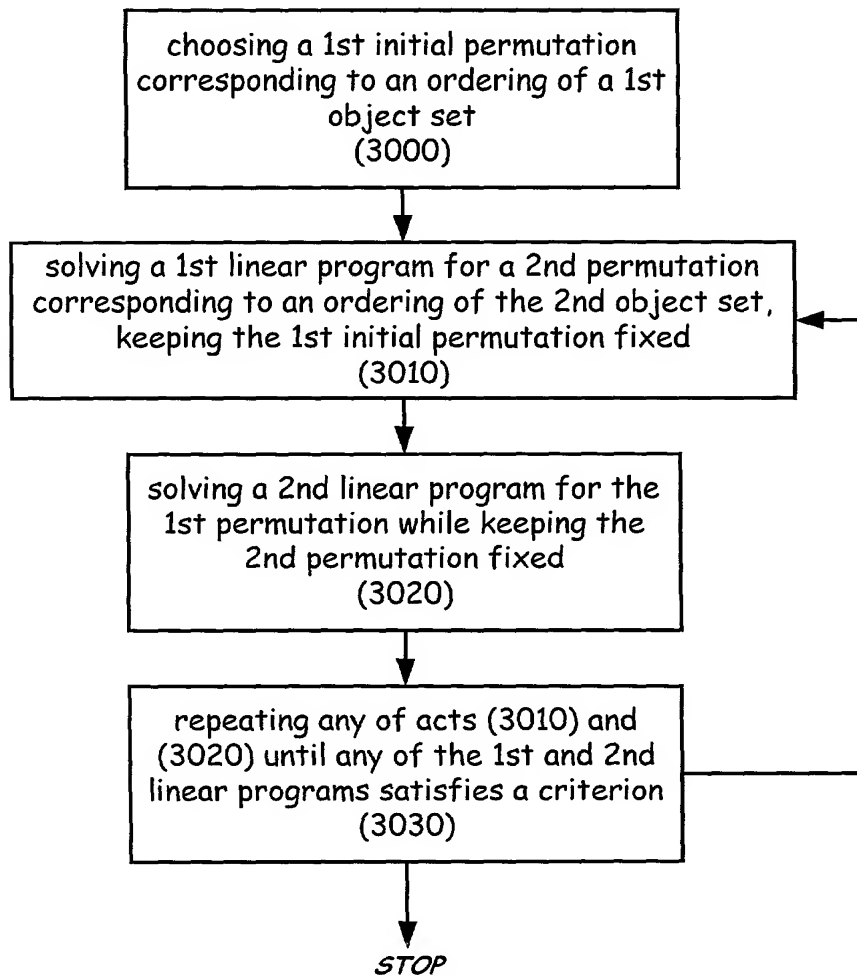 choosing a 1st initial permutation
corresponding to an ordering of a 1st
object set
(3000)
solving a 1st linear program for a 2nd permutation
corresponding to an ordering of the 2nd object set,
keeping the 1st initial permutation fixed
(3010)
solving a 2nd linear program for the
1st permutation while keeping the
2nd permutation fixed
(3020)
repeating any of acts (3010) and
(3020) until any of the 1st and 2nd
linear programs satisfies a criterion
(3030)
STOP